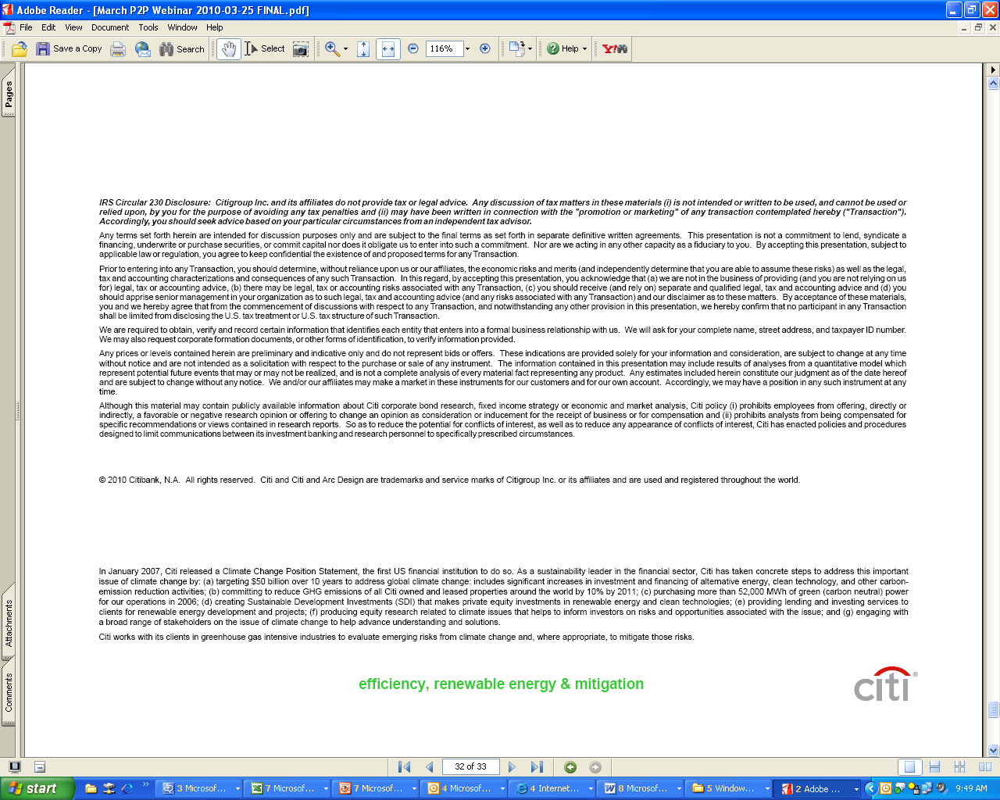 Adobe Reader - [March P2P Webinar 2010-03-25 FINAL.pdf]
File Edit View Document Tools Window Help
Save a Copy Search Select 116% Help Y!
Pages
IRS Circular 230 Disclosure: Citigroup Inc. and its affiliates do not provide tax or legal advice. Any discussion of tax matters in these materials (i) is not intended or written to be used, and cannot be used or
relied upon, by you for the purpose of avoiding any tax penalties and (ii) may have been written in connection with the "promotion or marketing" of any transaction contemplated hereby ("Transaction").
Accordingly, you should seek advice based on your particular circumstances from an independent tax advisor.
Any terms set forth herein are intended for discussion purposes only and are subject to the final terms as set forth in separate definitive written agreements. This presentation is not a commitment to lend, syndicate a
financing, underwrite or purchase securities, or commit capital nor does it obligate us to enter into such a commitment. Nor are we acting in any other capacity as a fiduciary to you. By accepting this presentation, subject to
applicable law or regulation, you agree to keep confidential the existence of and proposed terms for any Transaction.
Prior to entering into any Transaction, you should determine, without reliance upon us or our affiliates, the economic risks and merits (and independently determine that you are able to assume these risks) as well as the legal,
tax and accounting characterizations and consequences of any such Transaction. In this regard, by accepting this presentation, you acknowledge that (a) we are not in the business of providing (and you are not relying on us
for) legal, tax or accounting advice, (b) there may be legal, tax or accounting risks associated with any Transaction, (c) you should receive (and rely on) separate and qualified legal, tax and accounting advice and (d) you
should apprise senior management in your organization as to such legal, tax and accounting advice (and any risks associated with any Transaction) and our disclaimer as to these matters. By acceptance of these materials,
you and we hereby agree that from the commencement of discussions with respect to any Transaction, and notwithstanding any other provision in this presentation, we hereby confirm that no participant in any Transaction
shall be limited from disclosing the U.S. tax treatment or U.S. tax structure of such Transaction.
We are required to obtain, verify and record certain information that identifies each entity that enters into a formal business relationship with us. We will ask for your complete name, street address, and taxpayer ID number.
We may also request corporate formation documents, or other forms of identification, to verify information provided.
Any prices or levels contained herein are preliminary and indicative only and do not represent bids or offers. These indications are provided solely for your information and consideration, are subject to change at any time
without notice and are not intended as a solicitation with respect to the purchase or sale of any instrument. The information contained in this presentation may include results of analyses from a quantitative model which
represent potential future events that may or may not be realized, and is not a complete analysis of every material fact representing any product. Any estimates included herein constitute our judgment as of the date hereof
and are subject to change without any notice. We and/or our affiliates may make a market in these instruments for our customers and for our own account. Accordingly, we may have a position in any such instrument at any
time.
Although this material may contain publicly available information about Citi corporate bond research, fixed income strategy or economic and market analysis, Citi policy (i) prohibits employees from offering, directly or
indirectly, a favorable or negative research opinion or offering to change an opinion as consideration or inducement for the receipt of business or for compensation and (ii) prohibits analysts from being compensated for
specific recommendations or views contained in research reports. So as to reduce the potential for conflicts of interest, as well as to reduce any appearance of conflicts of interest, Citi has enacted policies and procedures
designed to limit communications between its investment banking and research personnel to specifically prescribed circumstances.
© 2010 Citibank, N.A. All rights reserved. Citi and Citi and Arc Design are trademarks and service marks of Citigroup Inc. or its affiliates and are used and registered throughout the world.
In January 2007, Citi released a Climate Change Position Statement, the first US financial institution to do so. As a sustainability leader in the financial sector, Citi has taken concrete steps to address this important
issue of climate change by: (a) targeting $50 billion over 10 years to address global climate change: includes significant increases in investment and financing of alternative energy, clean technology, and other carbon-
emission reduction activities; (b) committing to reduce GHG emissions of all Citi owned and leased properties around the world by 10% by 2011; (c) purchasing more than 52,000 MWh of green (carbon neutral) power
for our operations in 2006; (d) creating Sustainable Development Investments (SDI) that makes private equity investments in renewable energy and clean technologies; (e) providing lending and investing services to
clients for renewable energy development and projects; (f) producing equity research related to climate issues that helps to inform investors on risks and opportunities associated with the issue; and (g) engaging with
a broad range of stakeholders on the issue of climate change to help advance understanding and solutions.
Citi works with its clients in greenhouse gas intensive industries to evaluate emerging risks from climate change and, where appropriate, to mitigate those risks.
Attachments
Comments
efficiency, renewable energy & mitigation
citi®
32 of 33
start 3 Microsof... 7 Microsof... 7 Microsof... 4 Microsof... 4 Internet... 8 Microsof... 5 Window... 2 Adobe ... 9:49 AM